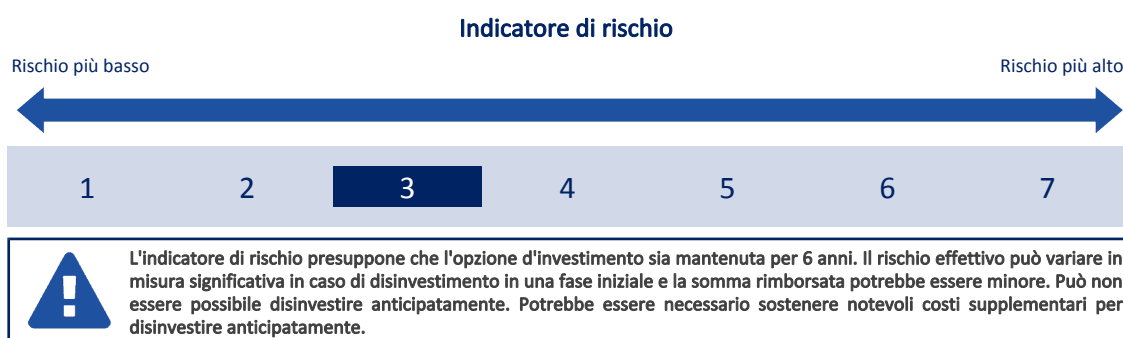 Indicatore di rischio
Rischio più basso
Rischio più alto
1 2 3 4 5 6 7
L'indicatore di rischio presuppone che l'opzione d'investimento sia mantenuta per 6 anni. Il rischio effettivo può variare in
misura significativa in caso di disinvestimento in una fase iniziale e la somma rimborsata potrebbe essere minore. Può non
essere possibile disinvestire anticipatamente. Potrebbe essere necessario sostenere notevoli costi supplementari per
disinvestire anticipatamente.